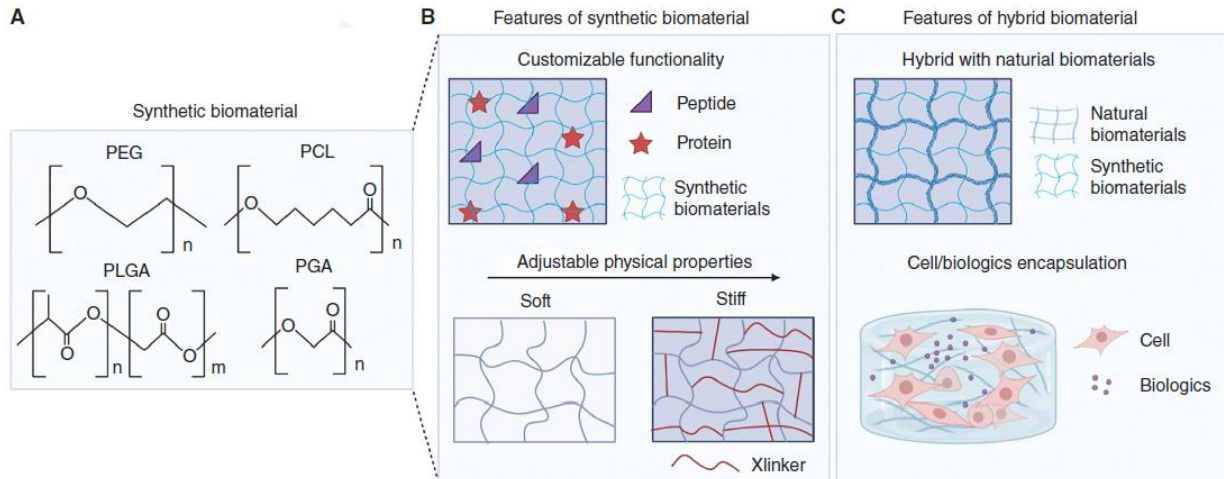 A
Synthetic biomaterial
PEG
O
n
PCL
O
O
n
PLGA
O
O
n
O
O
m
PGA
O
O
n
B
Features of synthetic biomaterial
Customizable functionality
Peptide
Protein
Synthetic
biomaterials
Adjustable physical properties
Soft
Stiff
Xlinker
C
Features of hybrid biomaterial
Hybrid with naturial biomaterials
Natural
biomaterials
Synthetic
biomaterials
Cell/biologics encapsulation
Cell
Biologics